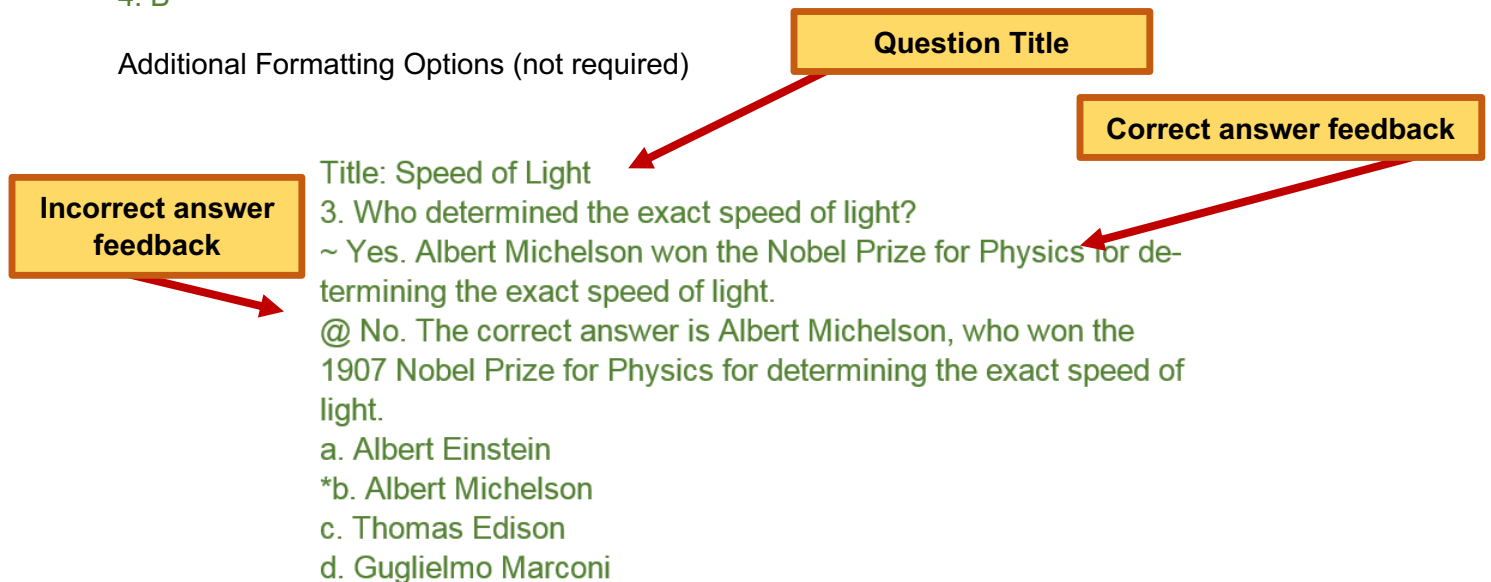 4. B
Question Title
Additional Formatting Options (not required)
Correct answer feedback
Title: Speed of Light
Incorrect answer
feedback
3. Who determined the exact speed of light?
~ Yes. Albert Michelson won the Nobel Prize for Physics for de-
termining the exact speed of light.
@ No. The correct answer is Albert Michelson, who won the
1907 Nobel Prize for Physics for determining the exact speed of
light.
a. Albert Einstein
*b. Albert Michelson
c. Thomas Edison
d. Guglielmo Marconi